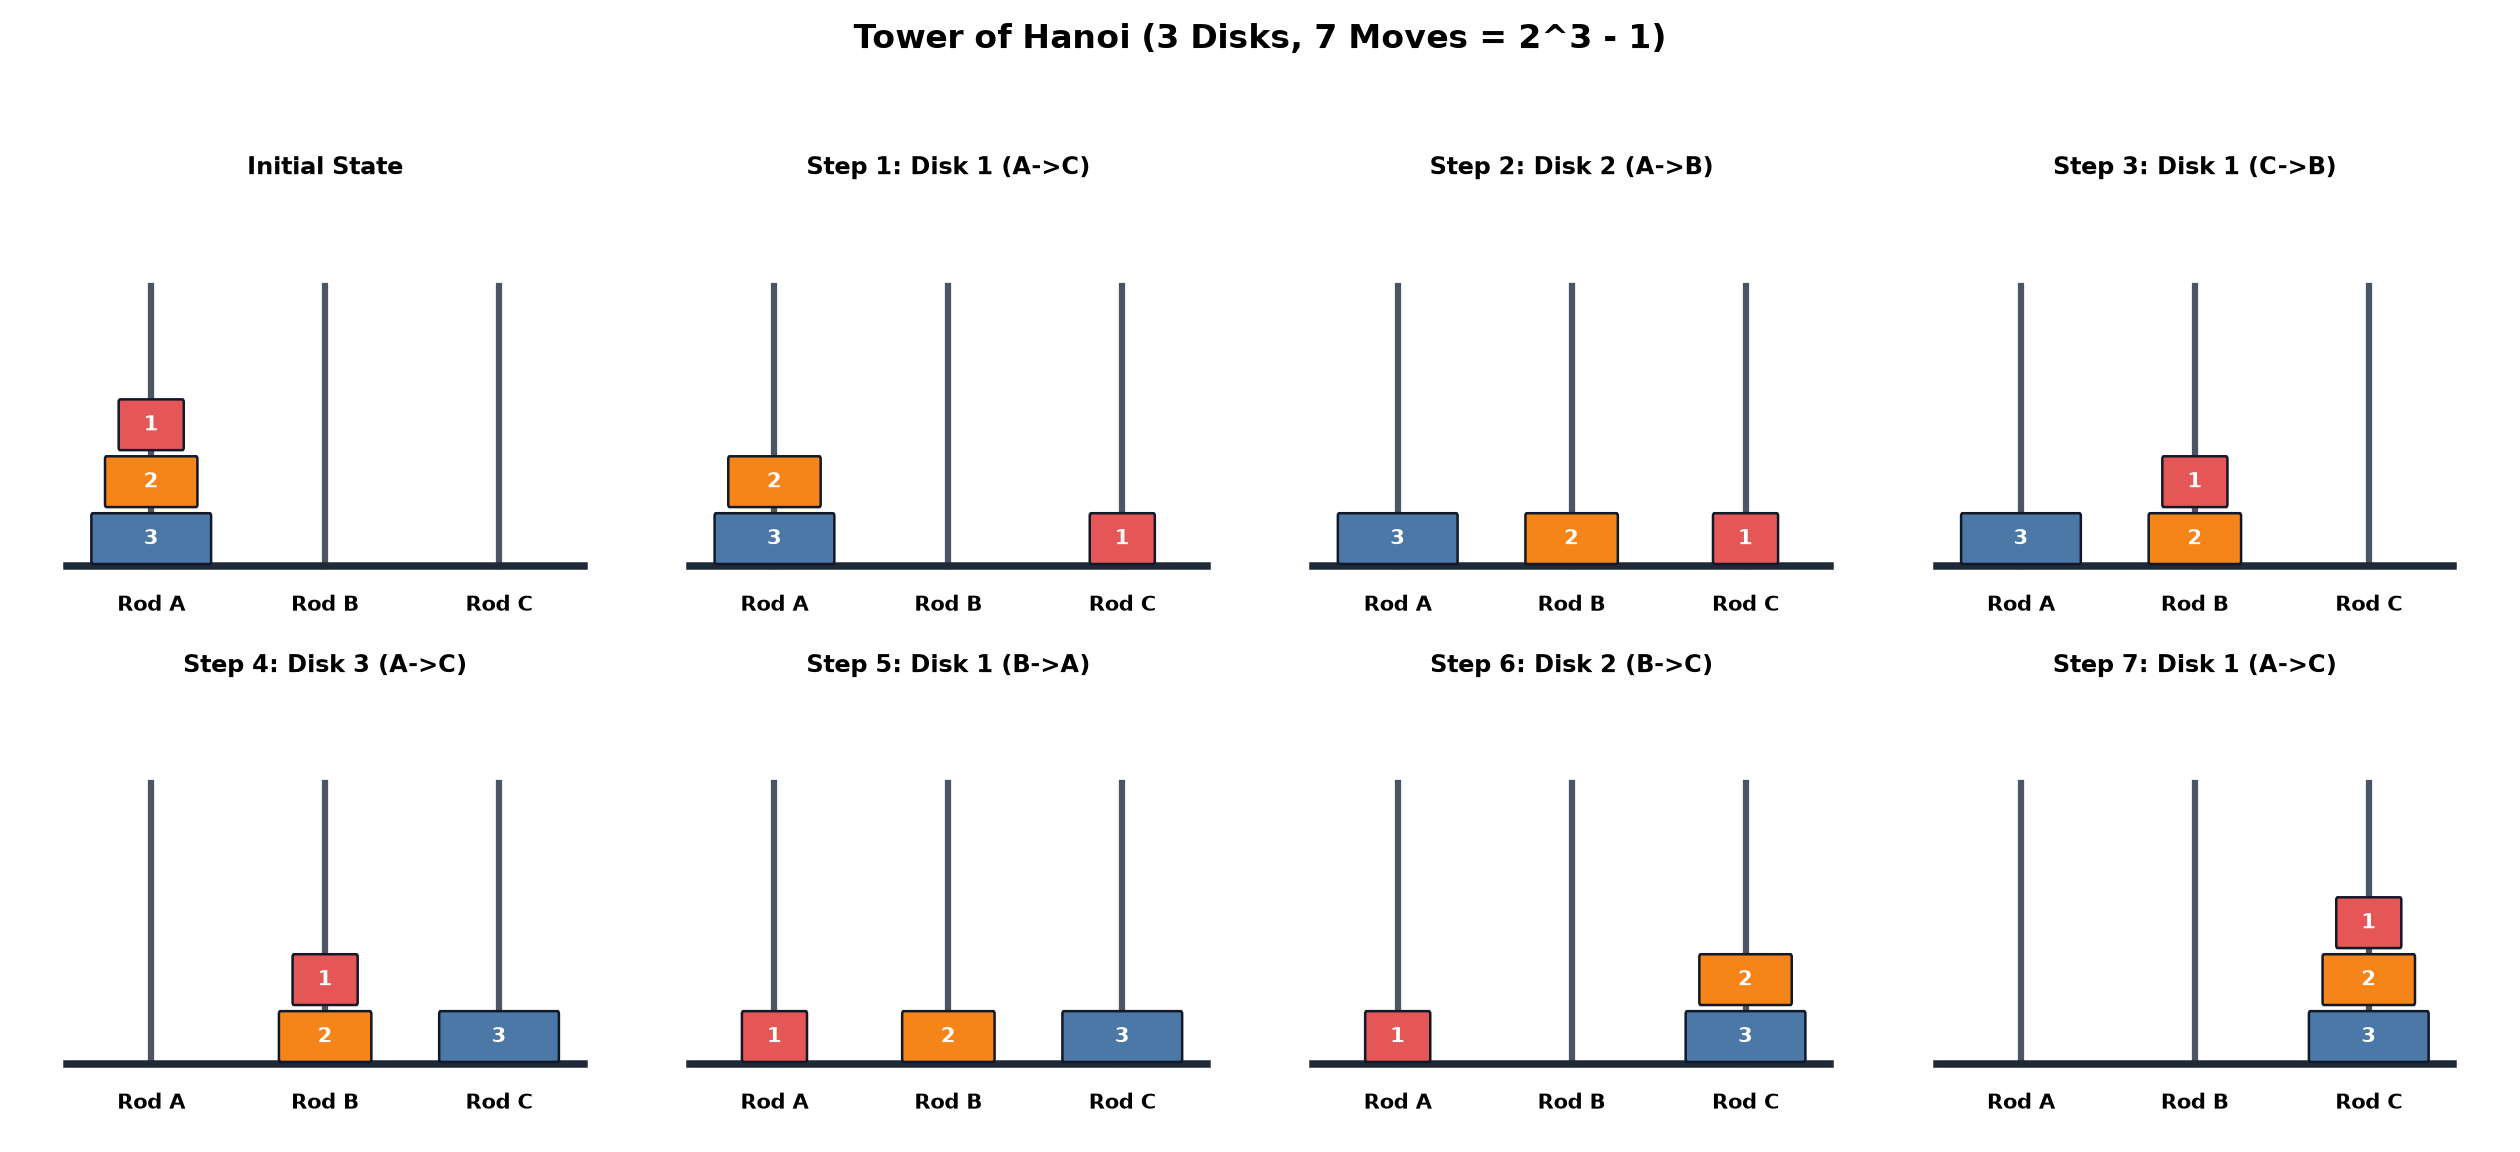 Tower of Hanoi (3 Disks, 7 Moves = 2^3 - 1)
Initial State
1
2
3
Rod A Rod B Rod C
Step 1: Disk 1 (A->C)
2
3 1
Rod A Rod B Rod C
Step 2: Disk 2 (A->B)
3 2 1
Rod A Rod B Rod C
Step 3: Disk 1 (C->B)
1
3 2
Rod A Rod B Rod C
Step 4: Disk 3 (A->C)
1
2 3
Rod A Rod B Rod C
Step 5: Disk 1 (B->A)
1 2 3
Rod A Rod B Rod C
Step 6: Disk 2 (B->C)
2
1 3
Rod A Rod B Rod C
Step 7: Disk 1 (A->C)
1
2
3
Rod A Rod B Rod C